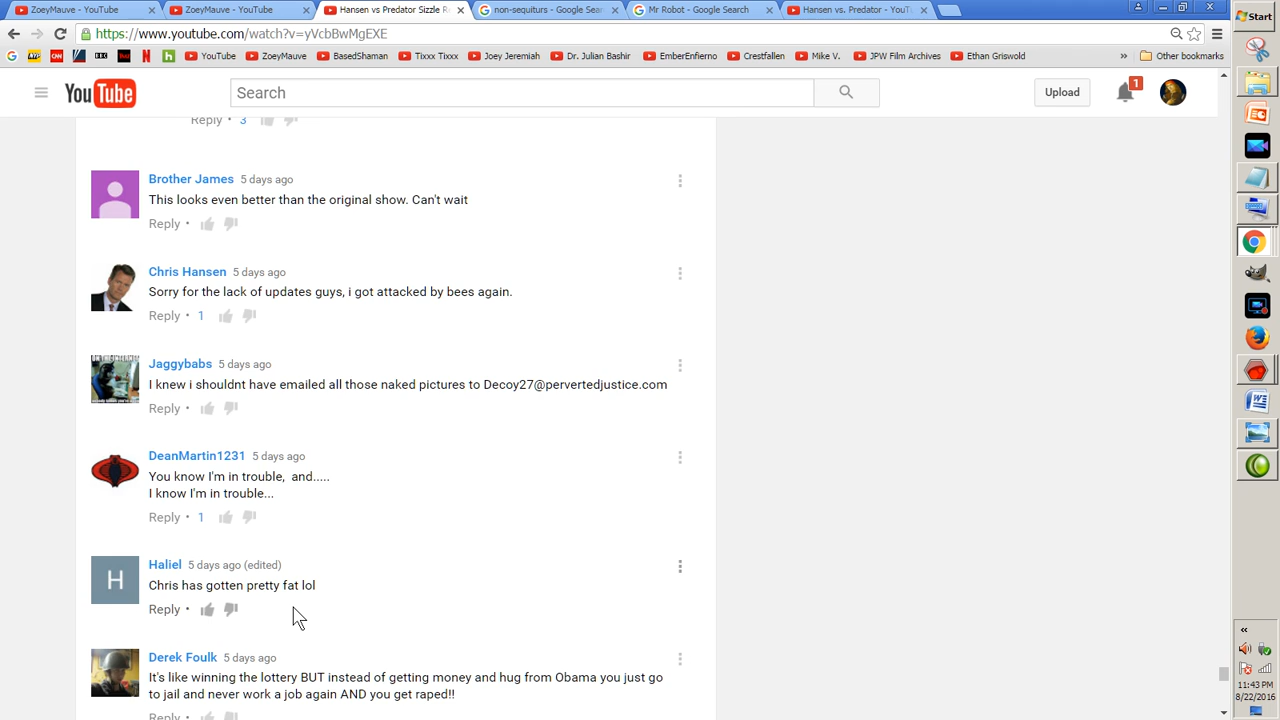 ZoeyMauve - YouTube
ZoeyMauve - YouTube
Hansen vs Predator Sizzle R
non-sequiturs - Google Sear
Mr Robot - Google Search
Hansen vs. Predator - YouT
https://www.youtube.com/watch?v=yVcbBwMgEXE
YouTube
ZoeyMauve
BasedShaman
Tixxx Tixxx
Joey Jeremiah
Dr. Julian Bashir
EmberEnfierno
Crestfallen
Mike V.
JPW Film Archives
Ethan Griswold
»
Other bookmarks
Start
YouTube
Search
Upload
1
Reply • 3
Brother James 5 days ago
This looks even better than the original show. Can't wait
Reply •
Chris Hansen 5 days ago
Sorry for the lack of updates guys, i got attacked by bees again.
Reply • 1
Jaggybabs 5 days ago
I knew i shouldnt have emailed all those naked pictures to Decoy27@pervertedjustice.com
Reply •
DeanMartin1231 5 days ago
You know I'm in trouble, and.....
I know I'm in trouble...
Reply • 1
H
Haliel 5 days ago (edited)
Chris has gotten pretty fat lol
Reply •
Derek Foulk 5 days ago
It's like winning the lottery BUT instead of getting money and hug from Obama you just go
to jail and never work a job again AND you get raped!!
Reply •
«
11:43 PM
8/22/2016